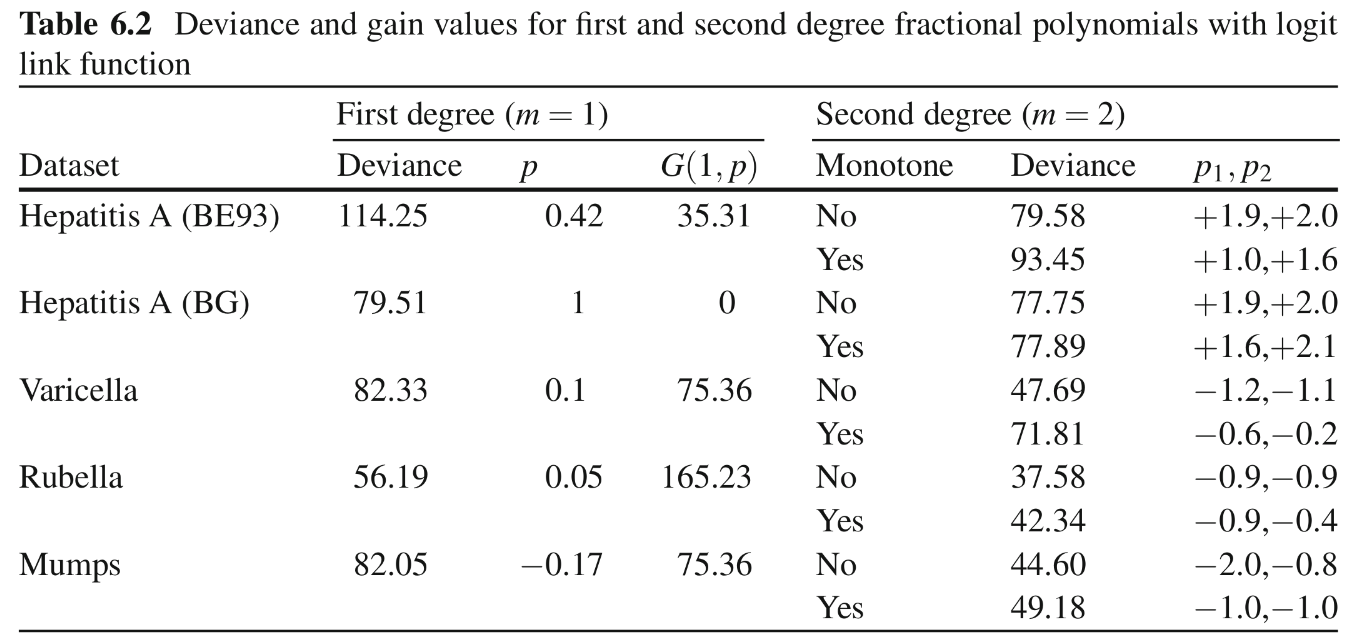 Table 6.2 Deviance and gain values for first and second degree fractional polynomials with logit
link function
First degree (m = 1) Second degree (m = 2)
Dataset Deviance p G(1, p) Monotone Deviance p1, p2
Hepatitis A (BE93) 114.25 0.42 35.31 No 79.58 +1.9,+2.0
Yes 93.45 +1.0,+1.6
Hepatitis A (BG) 79.51 1 0 No 77.75 +1.9,+2.0
Yes 77.89 +1.6,+2.1
Varicella 82.33 0.1 75.36 No 47.69 −1.2,−1.1
Yes 71.81 −0.6,−0.2
Rubella 56.19 0.05 165.23 No 37.58 −0.9,−0.9
Yes 42.34 −0.9,−0.4
Mumps 82.05 −0.17 75.36 No 44.60 −2.0,−0.8
Yes 49.18 −1.0,−1.0